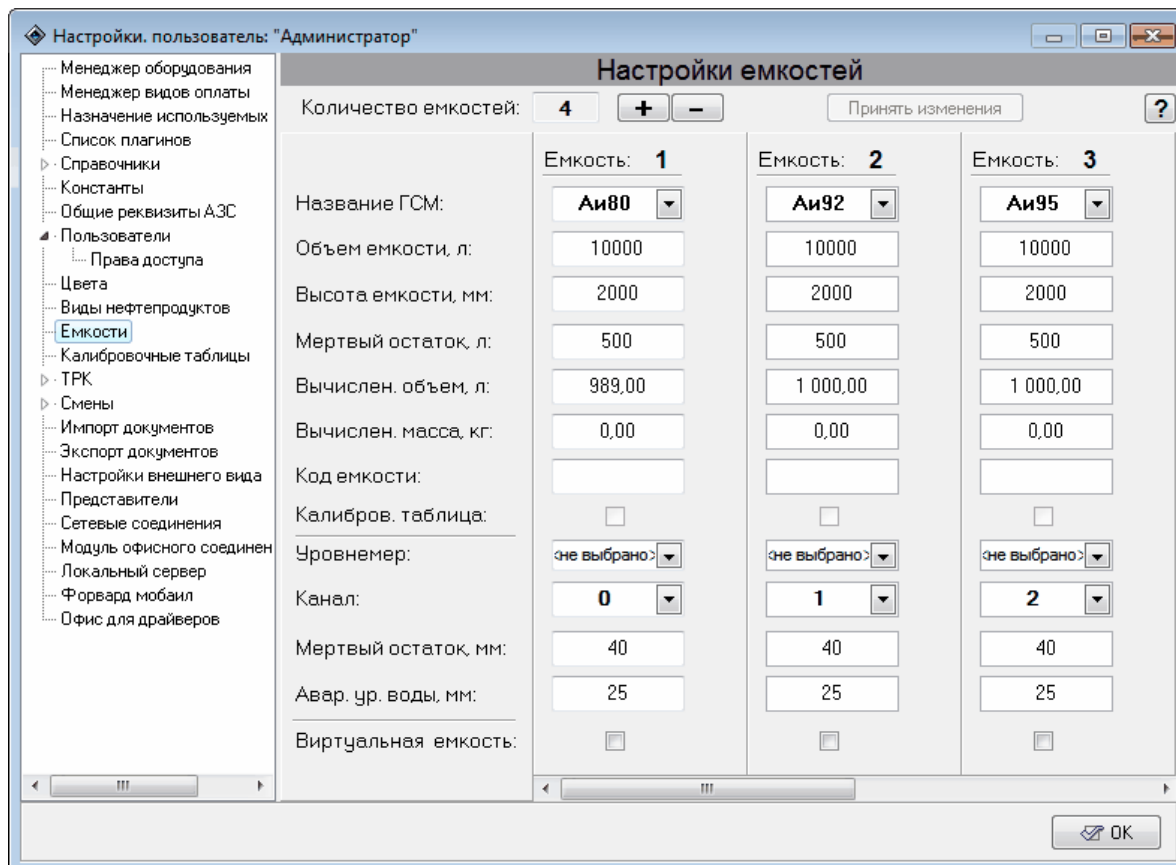 Настройки. пользователь: "Администратор"
Менеджер оборудования
Менеджер видов оплаты
Назначение используемых
Список плагинов
Справочники
Константы
Общие реквизиты АЗС
Пользователи
Права доступа
Цвета
Виды нефтепродуктов
Емкости
Калибровочные таблицы
ТРК
Смены
Импорт документов
Экспорт документов
Настройки внешнего вида
Представители
Сетевые соединения
Модуль офисного соединен
Локальный сервер
Форвард мобаил
Офис для драйверов
Настройки емкостей
Количество емкостей: 4 + − Принять изменения ?
Емкость: 1 Емкость: 2 Емкость: 3
Название ГСМ: Аи80 Аи92 Аи95
Объем емкости, л: 10000 10000 10000
Высота емкости, мм: 2000 2000 2000
Мертвый остаток, л: 500 500 500
Вычислен. объем, л: 989,00 1 000,00 1 000,00
Вычислен. масса, кг: 0,00 0,00 0,00
Код емкости:
Калибров. таблица:
Уровнемер: <не выбрано> <не выбрано> <не выбрано>
Канал: 0 1 2
Мертвый остаток, мм: 40 40 40
Авар. ур. воды, мм: 25 25 25
Виртуальная емкость:
OK